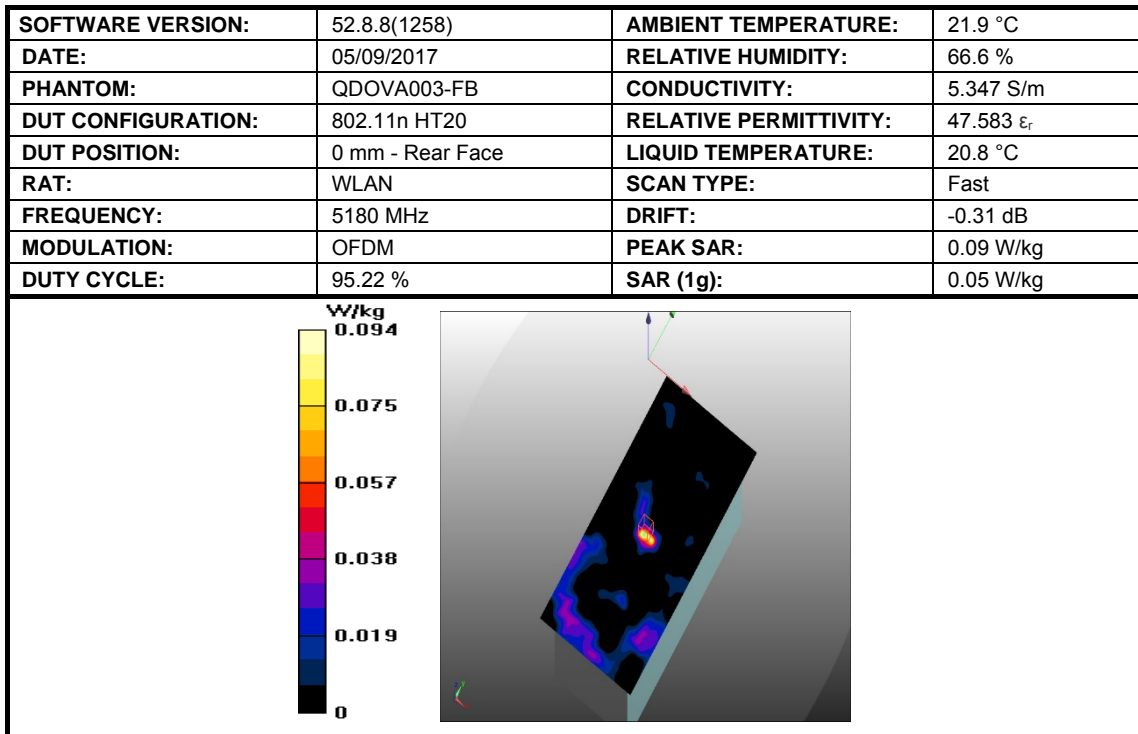 SOFTWARE VERSION: 52.8.8(1258) AMBIENT TEMPERATURE: 21.9 °C
DATE: 05/09/2017 RELATIVE HUMIDITY: 66.6 %
PHANTOM: QDOVA003-FB CONDUCTIVITY: 5.347 S/m
DUT CONFIGURATION: 802.11n HT20 RELATIVE PERMITTIVITY: 47.583 εᵣ
DUT POSITION: 0 mm - Rear Face LIQUID TEMPERATURE: 20.8 °C
RAT: WLAN SCAN TYPE: Fast
FREQUENCY: 5180 MHz DRIFT: -0.31 dB
MODULATION: OFDM PEAK SAR: 0.09 W/kg
DUTY CYCLE: 95.22 % SAR (1g): 0.05 W/kg
W/kg
0.094
0.075
0.057
0.038
0.019
0